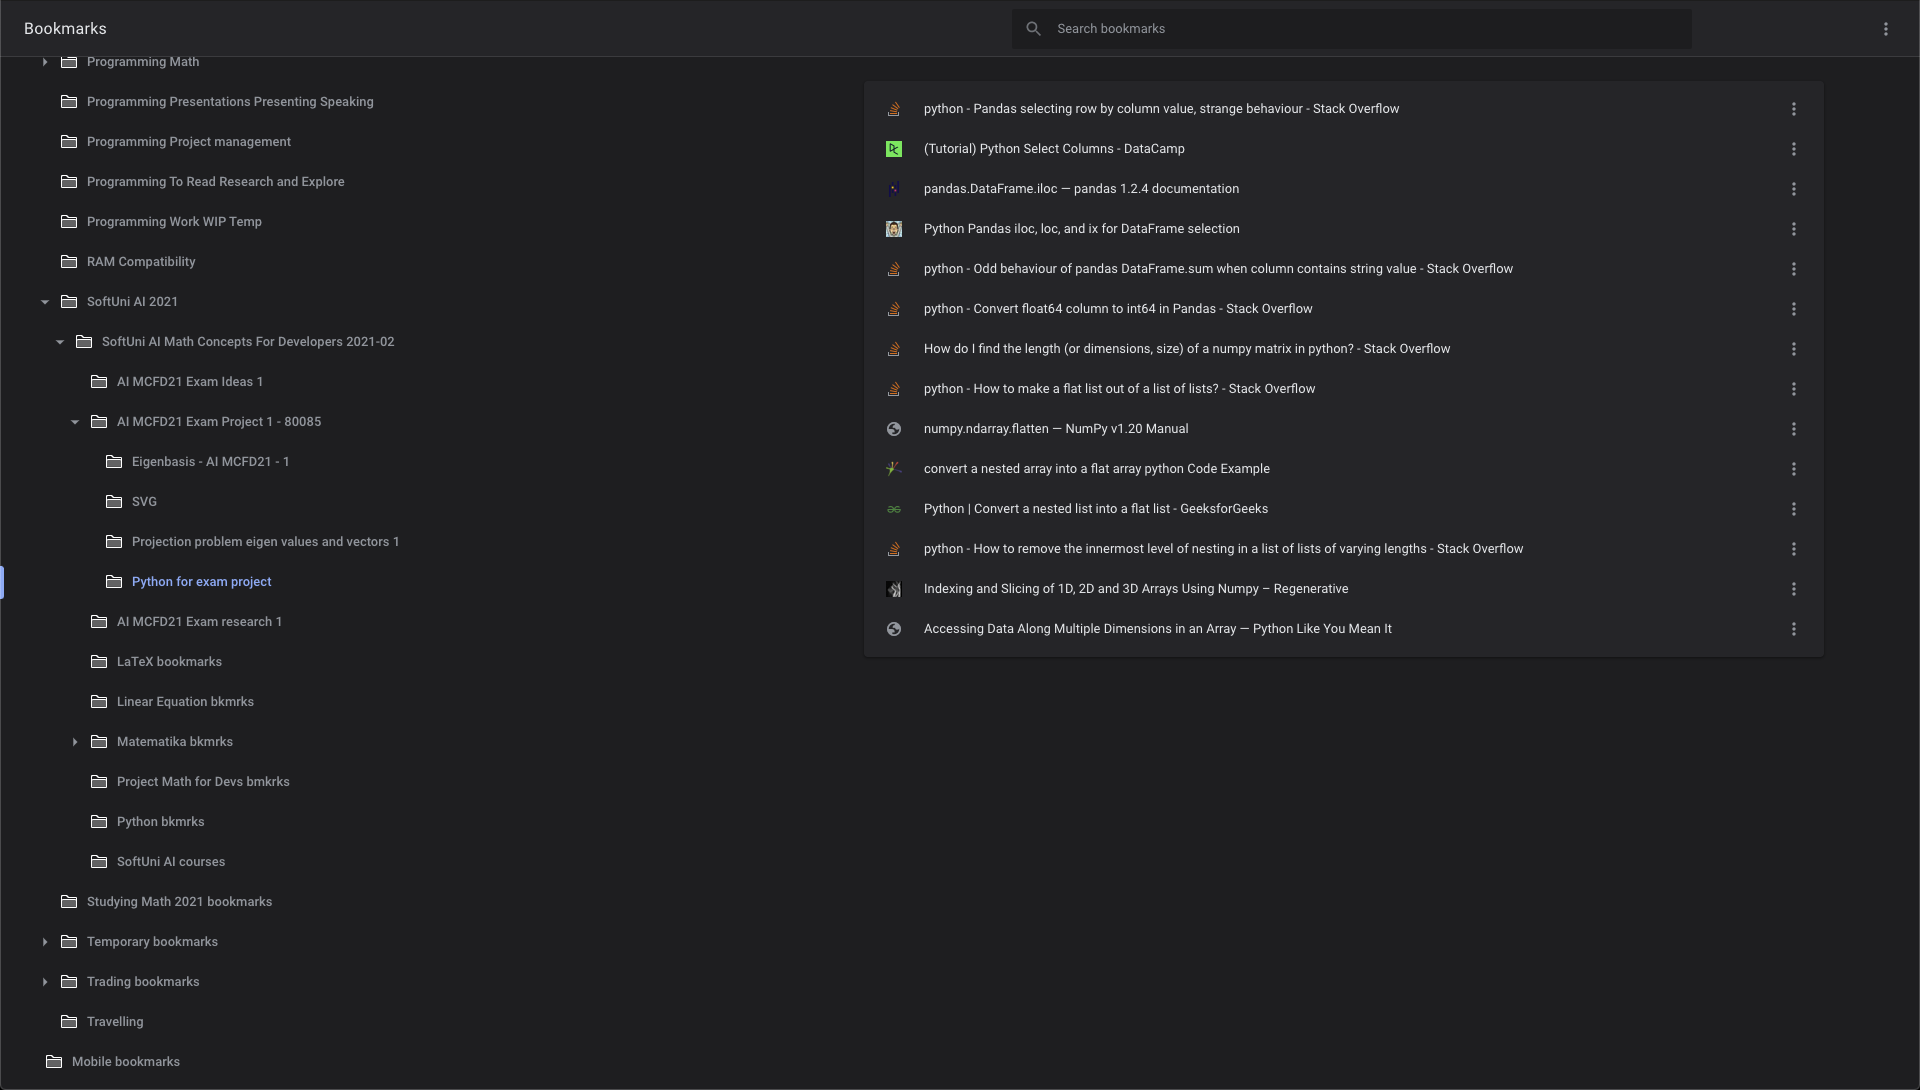 Bookmarks
Search bookmarks
Programming Math
Programming Presentations Presenting Speaking
Programming Project management
Programming To Read Research and Explore
Programming Work WIP Temp
RAM Compatibility
SoftUni AI 2021
SoftUni AI Math Concepts For Developers 2021-02
AI MCFD21 Exam Ideas 1
AI MCFD21 Exam Project 1 - 80085
Eigenbasis - AI MCFD21 - 1
SVG
Projection problem eigen values and vectors 1
Python for exam project
AI MCFD21 Exam research 1
LaTeX bookmarks
Linear Equation bkmrks
Matematika bkmrks
Project Math for Devs bmkrks
Python bkmrks
SoftUni AI courses
Studying Math 2021 bookmarks
Temporary bookmarks
Trading bookmarks
Travelling
Mobile bookmarks
python - Pandas selecting row by column value, strange behaviour - Stack Overflow
(Tutorial) Python Select Columns - DataCamp
pandas.DataFrame.iloc — pandas 1.2.4 documentation
Python Pandas iloc, loc, and ix for DataFrame selection
python - Odd behaviour of pandas DataFrame.sum when column contains string value - Stack Overflow
python - Convert float64 column to int64 in Pandas - Stack Overflow
How do I find the length (or dimensions, size) of a numpy matrix in python? - Stack Overflow
python - How to make a flat list out of a list of lists? - Stack Overflow
numpy.ndarray.flatten — NumPy v1.20 Manual
convert a nested array into a flat array python Code Example
Python | Convert a nested list into a flat list - GeeksforGeeks
python - How to remove the innermost level of nesting in a list of lists of varying lengths - Stack Overflow
Indexing and Slicing of 1D, 2D and 3D Arrays Using Numpy – Regenerative
Accessing Data Along Multiple Dimensions in an Array — Python Like You Mean It